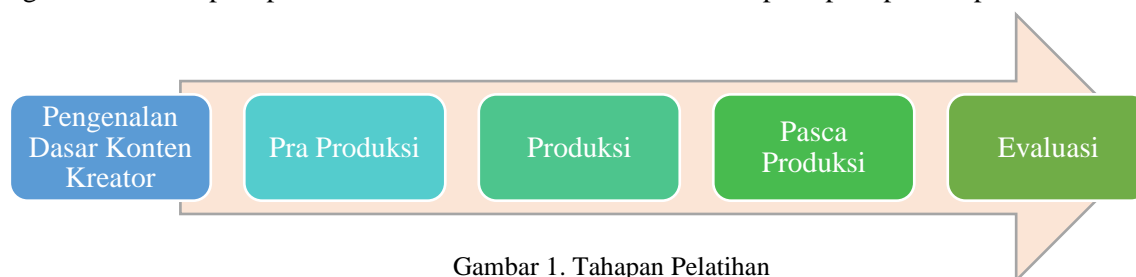 Pengenalan
Dasar Konten
Kreator
Pra Produksi
Produksi
Pasca
Produksi
Evaluasi
Gambar 1. Tahapan Pelatihan